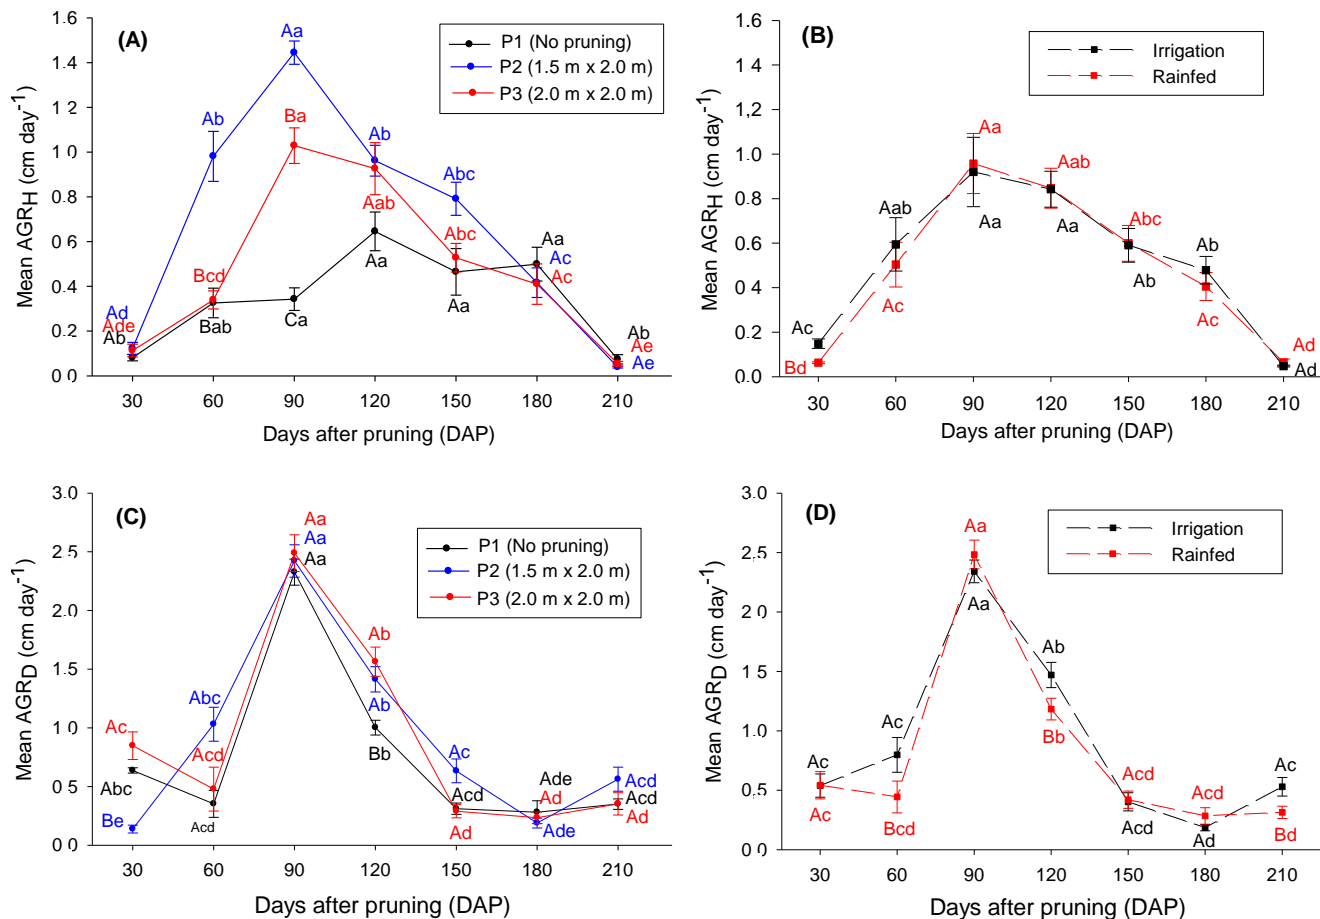 (A)
P1 (No pruning)
P2 (1.5 m x 2.0 m)
P3 (2.0 m x 2.0 m)
Mean AGRH (cm day-1)
1.6
1.4
1.2
1.0
0.8
0.6
0.4
0.2
0.0
Aa
Ab
Ba
Ab
Aab
Abc
Abc
Aa
Aa
Aa
Ac
Ac
Bcd
Bab
Ca
Ad
Ade
Ab
Ab
Ae
Ae
30 60 90 120 150 180 210
Days after pruning (DAP)
(B)
Irrigation
Rainfed
Mean AGRH (cm day-1)
1.6
1.4
1.2
1.0
0.8
0.6
0.4
0.2
0.0
Aa
Aab
Aab
Aa
Aa
Abc
Ab
Ab
Ac
Ac
Ac
Bd
Ad
Ad
30 60 90 120 150 180 210
Days after pruning (DAP)
(C)
P1 (No pruning)
P2 (1.5 m x 2.0 m)
P3 (2.0 m x 2.0 m)
Mean AGRD (cm day-1)
3.0
2.5
2.0
1.5
1.0
0.5
0.0
Aa
Aa
Aa
Ab
Ab
Bb
Abc
Ac
Acd
Abc
Be
Acd
Ac
Acd
Ad
Ade
Ad
Ade
Acd
Acd
Ad
30 60 90 120 150 180 210
Days after pruning (DAP)
(D)
Irrigation
Rainfed
Mean AGRD (cm day-1)
3.0
2.5
2.0
1.5
1.0
0.5
0.0
Aa
Aa
Ab
Bb
Ac
Ac
Ac
Bcd
Acd
Acd
Acd
Ad
Ac
Bd
30 60 90 120 150 180 210
Days after pruning (DAP)